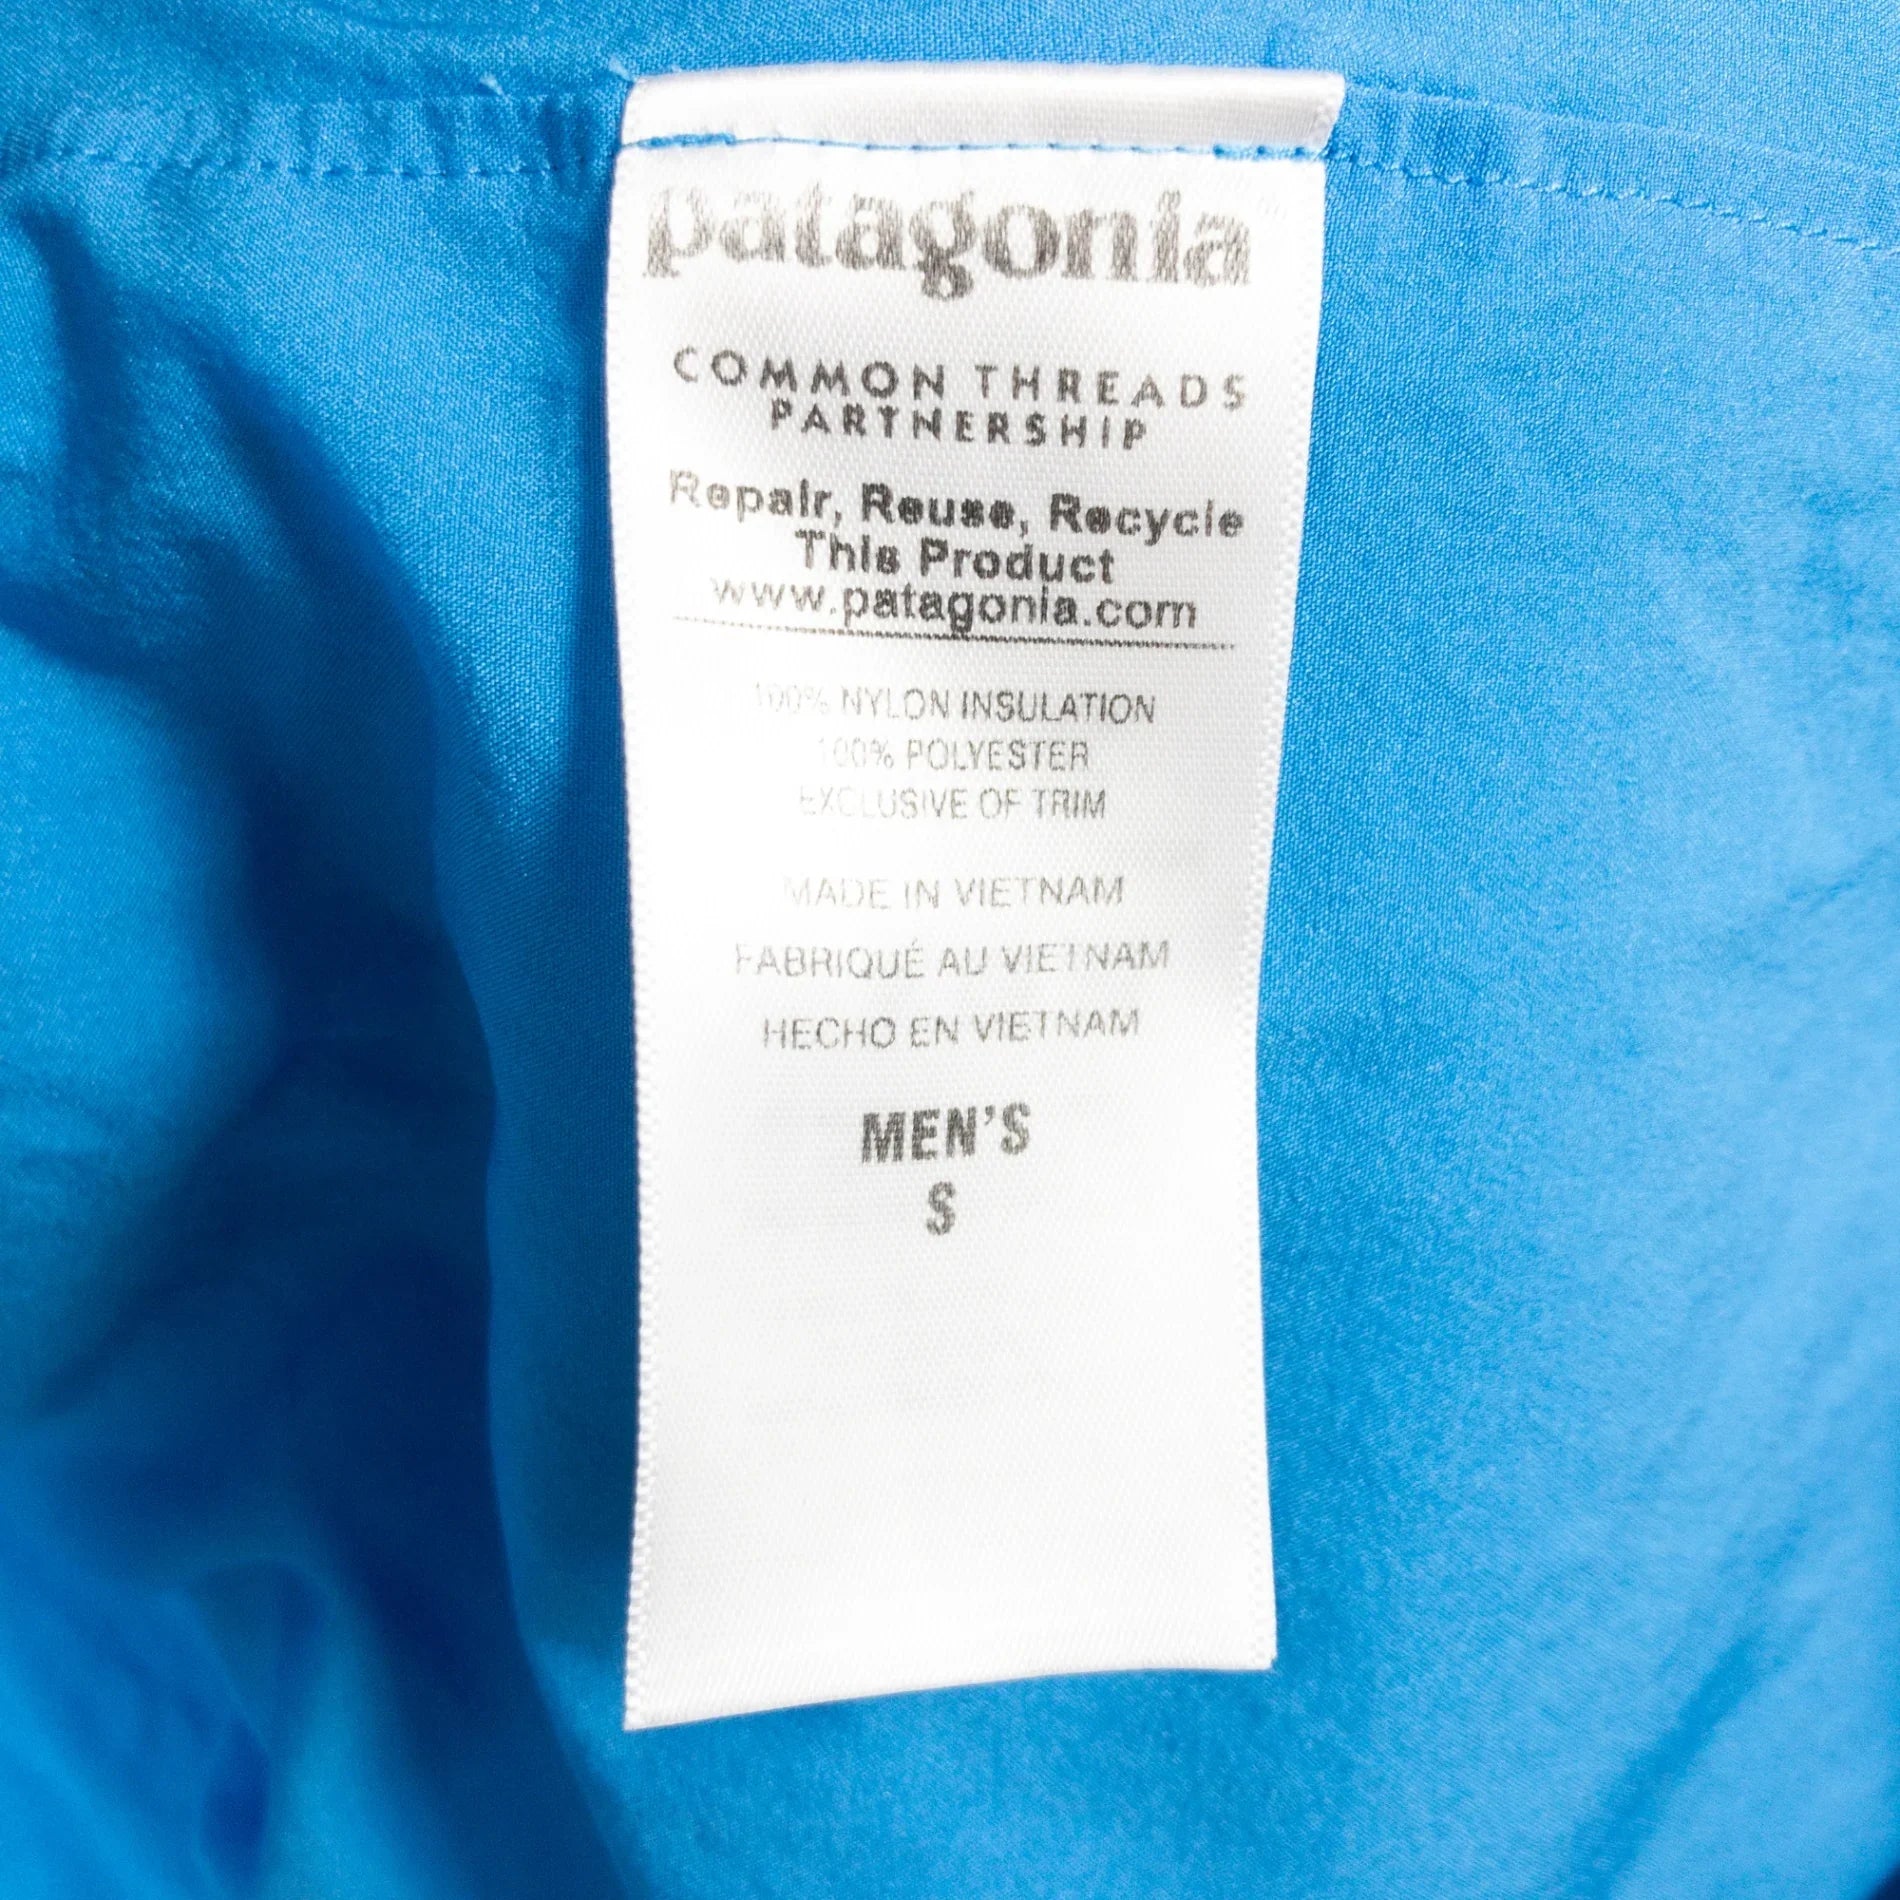 patagonia
COMMON THREADS
PARTNERSHIP
Repair, Reuse, Recycle
This Product
www.patagonia.com
100% NYLON INSULATION
100% POLYESTER
EXCLUSIVE OF TRIM
MADE IN VIETNAM
FABRIQUÉ AU VIETNAM
HECHO EN VIETNAM
MEN'S
S